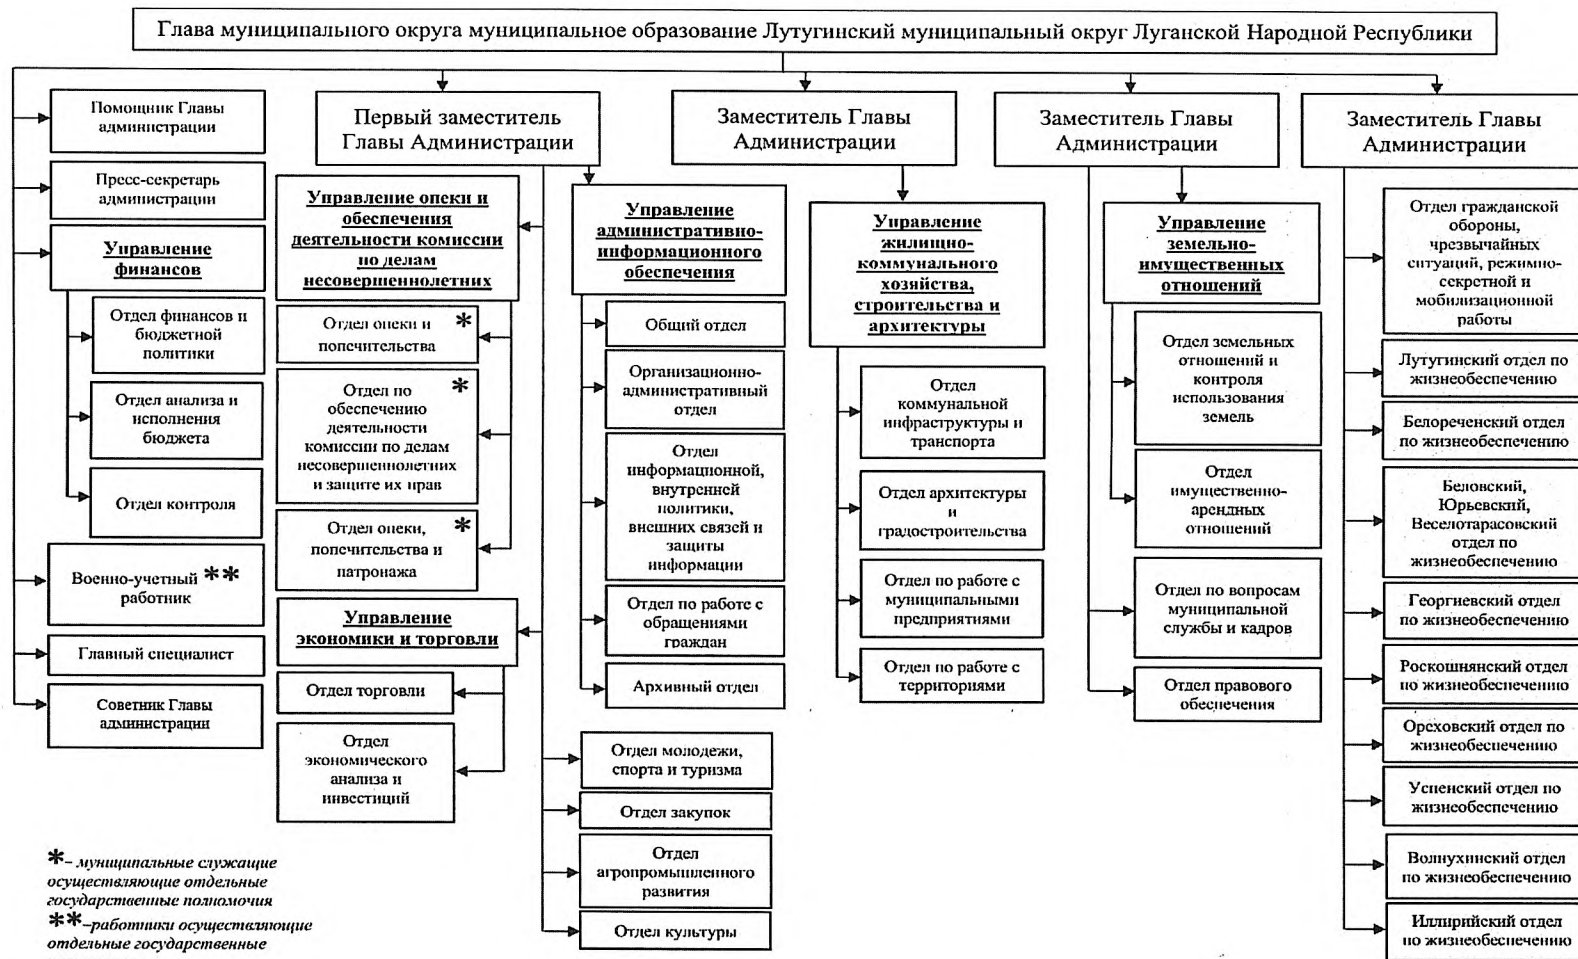 Глава муниципального округа муниципальное образование Лутугинский муниципальный округ Луганской Народной Республики
Помощник Главы
администрации
Пресс-секретарь
администрации
Управление
финансов
Отдел финансов и
бюджетной
политики
Отдел анализа и
исполнения
бюджета
Отдел контроля
Военно-учетный **
работник
Главный специалист
Советник Главы
администрации
Первый заместитель
Главы Администрации
Управление опеки и
обеспечения
деятельности комиссии
по делам
несовершеннолетних
Отдел опеки и *
попечительства
Отдел по *
обеспечению
деятельности
комиссии по делам
несовершеннолетних
и защите их прав
Отдел опеки, *
попечительства и
патронажа
Управление
экономики и торговли
Отдел торговли
Отдел
экономического
анализа и
инвестиций
Управление
административно-
информационного
обеспечения
Общий отдел
Организационно-
административный
отдел
Отдел
информационной,
внутренней
политики,
внешних связей и
защиты
информации
Отдел по работе с
обращениями
граждан
Архивный отдел
Отдел молодежи,
спорта и туризма
Отдел закупок
Отдел
агропромышленного
развития
Отдел культуры
Заместитель Главы
Администрации
Управление
жилищно-
коммунального
хозяйства,
строительства и
архитектуры
Отдел
коммунальной
инфраструктуры и
транспорта
Отдел архитектуры
и
градостроительства
Отдел по работе с
муниципальными
предприятиями
Отдел по работе с
территориями
Заместитель Главы
Администрации
Управление
земельно-
имущественных
отношений
Отдел земельных
отношений и
контроля
использования
земель
Отдел
имущественно-
арендных
отношений
Отдел по вопросам
муниципальной
службы и кадров
Отдел правового
обеспечения
Заместитель Главы
Администрации
Отдел гражданской
обороны,
чрезвычайных
ситуаций, режимно-
секретной и
мобилизационной
работы
Лутугинский отдел по
жизнеобеспечению
Белореченский отдел
по жизнеобеспечению
Беловский,
Юрьевский,
Веселотарасовский
отдел по
жизнеобеспечению
Георгиевский отдел
по жизнеобеспечению
Роскошнянский отдел
по жизнеобеспечению
Ореховский отдел по
жизнеобеспечению
Успенский отдел по
жизнеобеспечению
Волнухинский отдел
по жизнеобеспечению
Иллирийский отдел
по жизнеобеспечению
*– муниципальные служащие
осуществляющие отдельные
государственные полномочия
**–работники осуществляющие
отдельные государственные